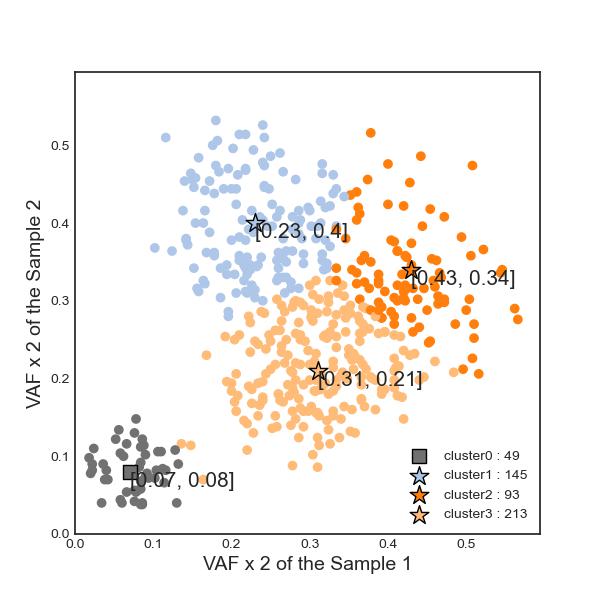 0.5
0.4
0.3
0.2
0.1
0.0
VAF x 2 of the Sample 2
[0.23, 0.4]
[0.43, 0.34]
[0.31, 0.21]
[0.07, 0.08]
cluster0 : 49
cluster1 : 145
cluster2 : 93
cluster3 : 213
0.0 0.1 0.2 0.3 0.4 0.5
VAF x 2 of the Sample 1